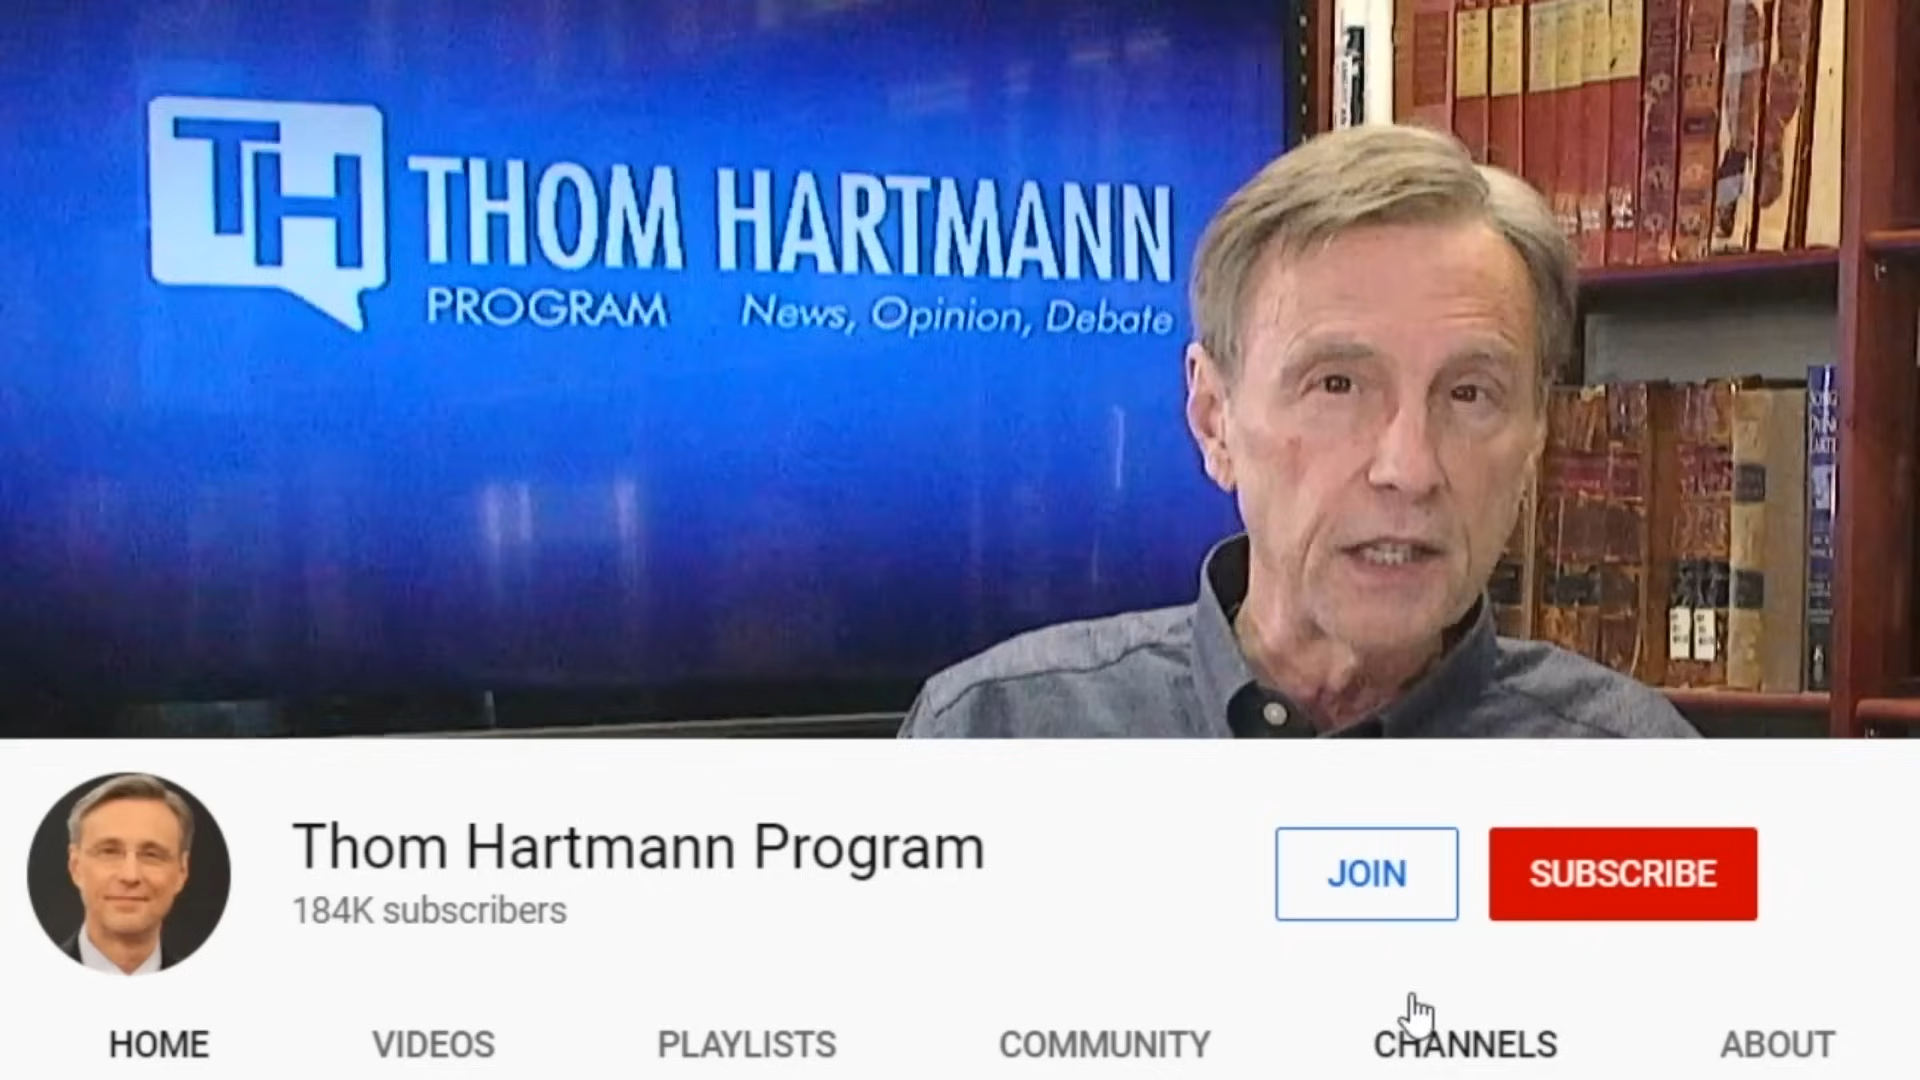 TH
THOM HARTMANN
PROGRAM News, Opinion, Debate
Thom Hartmann Program
184K subscribers
JOIN
SUBSCRIBE
HOME VIDEOS PLAYLISTS COMMUNITY CHANNELS ABOUT